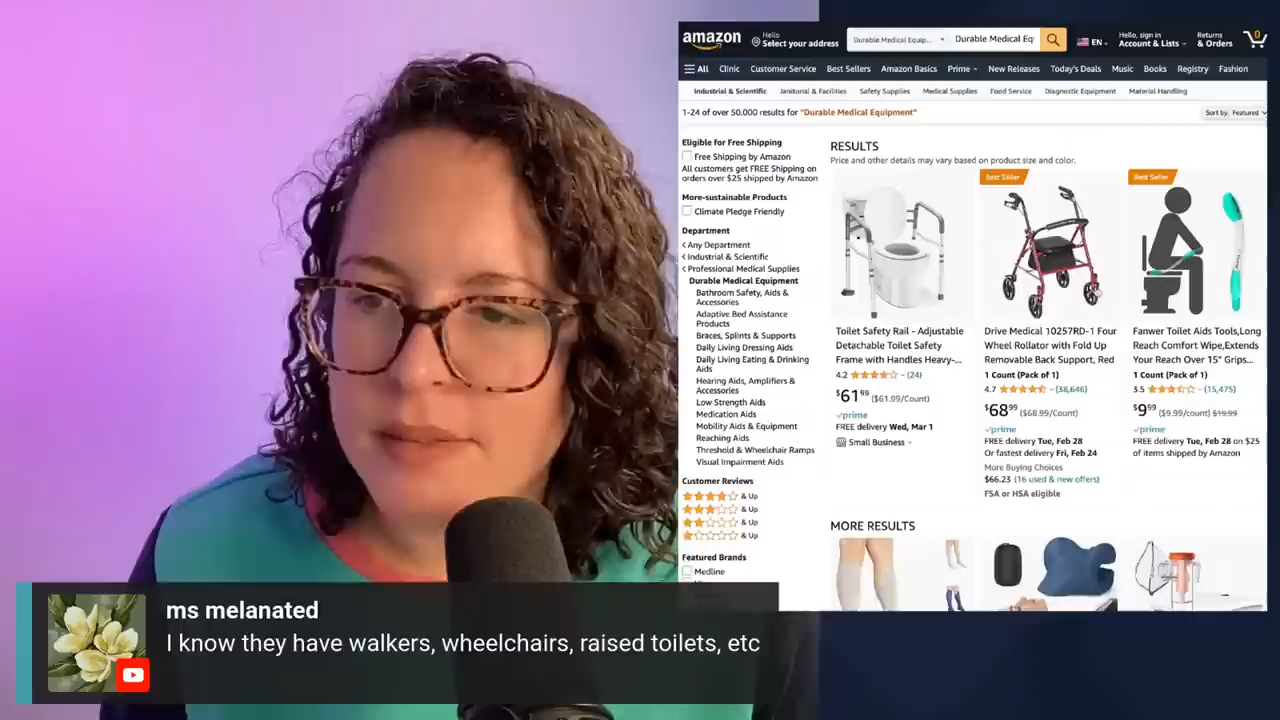 amazon
Hello
Select your address
Durable Medical Equip...
Durable Medical Eq
EN
Hello, sign in
Account & Lists
Returns
& Orders
0
All
Clinic
Customer Service
Best Sellers
Amazon Basics
Prime
New Releases
Today's Deals
Music
Books
Registry
Fashion
Industrial & Scientific
Janitorial & Facilities
Safety Supplies
Medical Supplies
Food Service
Diagnostic Equipment
Material Handling
1-24 of over 50,000 results for "Durable Medical Equipment"
Sort by: Featured
Eligible for Free Shipping
Free Shipping by Amazon
All customers get FREE Shipping on
orders over $25 shipped by Amazon
More-sustainable Products
Climate Pledge Friendly
Department
‹ Any Department
‹ Industrial & Scientific
‹ Professional Medical Supplies
Durable Medical Equipment
Bathroom Safety, Aids &
Accessories
Adaptive Bed Assistance
Products
Braces, Splints & Supports
Daily Living Dressing Aids
Daily Living Eating & Drinking
Aids
Hearing Aids, Amplifiers &
Accessories
Low Strength Aids
Medication Aids
Mobility Aids & Equipment
Reaching Aids
Threshold & Wheelchair Ramps
Visual Impairment Aids
Customer Reviews
& Up
& Up
& Up
& Up
Featured Brands
Medline
RESULTS
Price and other details may vary based on product size and color.
Toilet Safety Rail - Adjustable
Detachable Toilet Safety
Frame with Handles Heavy-...
4.2 (24)
$61.99 ($61.99/Count)
prime
FREE delivery Wed, Mar 1
Small Business
Best Seller
Drive Medical 10257RD-1 Four
Wheel Rollator with Fold Up
Removable Back Support, Red
1 Count (Pack of 1)
4.7 (38,646)
$68.99 ($68.99/Count)
prime
FREE delivery Tue, Feb 28
Or fastest delivery Fri, Feb 24
More Buying Choices
$66.23 (16 used & new offers)
FSA or HSA eligible
Best Seller
Fanwer Toilet Aids Tools,Long
Reach Comfort Wipe,Extends
Your Reach Over 15" Grips...
1 Count (Pack of 1)
3.5 (15,475)
$9.99 ($9.99/Count) $19.99
prime
FREE delivery Tue, Feb 28 on $25
of items shipped by Amazon
MORE RESULTS
ms melanated
I know they have walkers, wheelchairs, raised toilets, etc